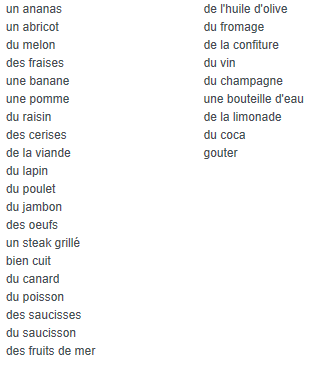 un ananas
un abricot
du melon
des fraises
une banane
une pomme
du raisin
des cerises
de la viande
du lapin
du poulet
du jambon
des oeufs
un steak grillé
bien cuit
du canard
du poisson
des saucisses
du saucisson
des fruits de mer
de l'huile d'olive
du fromage
de la confiture
du vin
du champagne
une bouteille d'eau
de la limonade
du coca
gouter